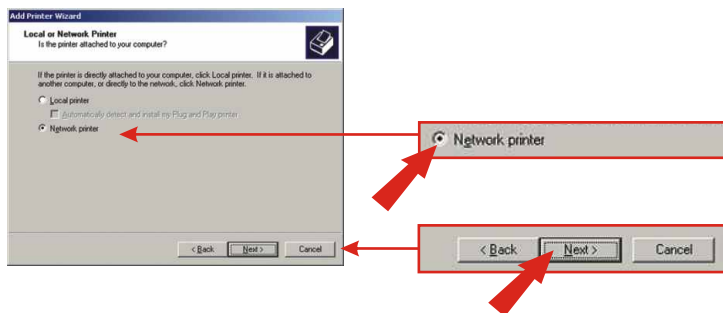 Add Printer Wizard
Local or Network Printer
Is the printer attached to your computer?
If the printer is directly attached to your computer, click Local printer. If it is attached to
another computer, or directly to the network, click Network printer.
Local printer
Automatically detect and install my Plug and Play printer
Network printer
< Back Next > Cancel
Network printer
< Back Next > Cancel